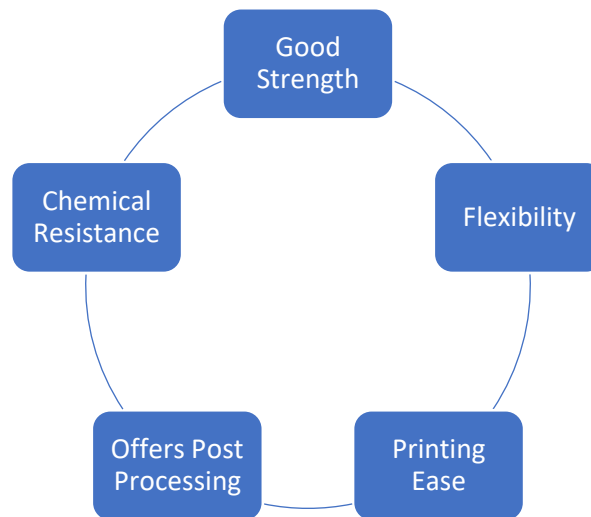 Good
Strength
Flexibility
Printing
Ease
Offers Post
Processing
Chemical
Resistance